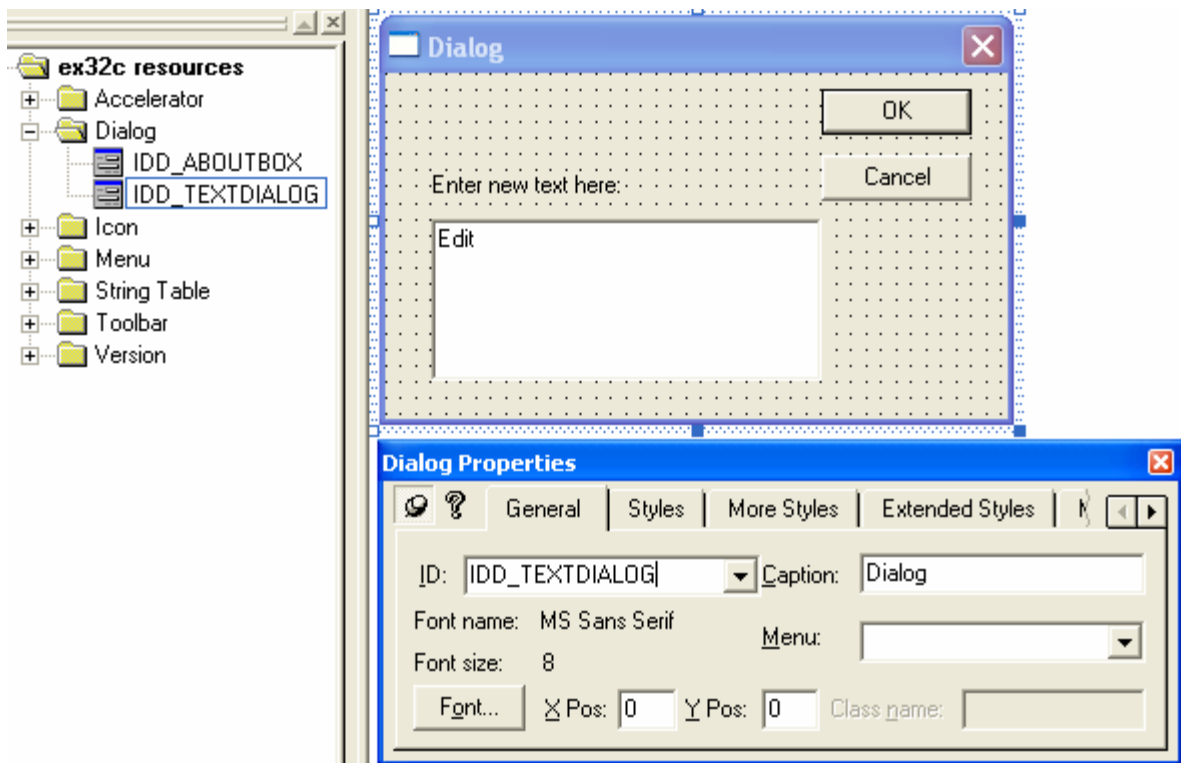 ex32c resources
Accelerator
Dialog
IDD_ABOUTBOX
IDD_TEXTDIALOG
Icon
Menu
String Table
Toolbar
Version
Dialog
OK
Cancel
Enter new text here:
Edit
Dialog Properties
General Styles More Styles Extended Styles
ID: IDD_TEXTDIALOG Caption: Dialog
Font name: MS Sans Serif
Menu:
Font size: 8
Font... X Pos: 0 Y Pos: 0 Class name: